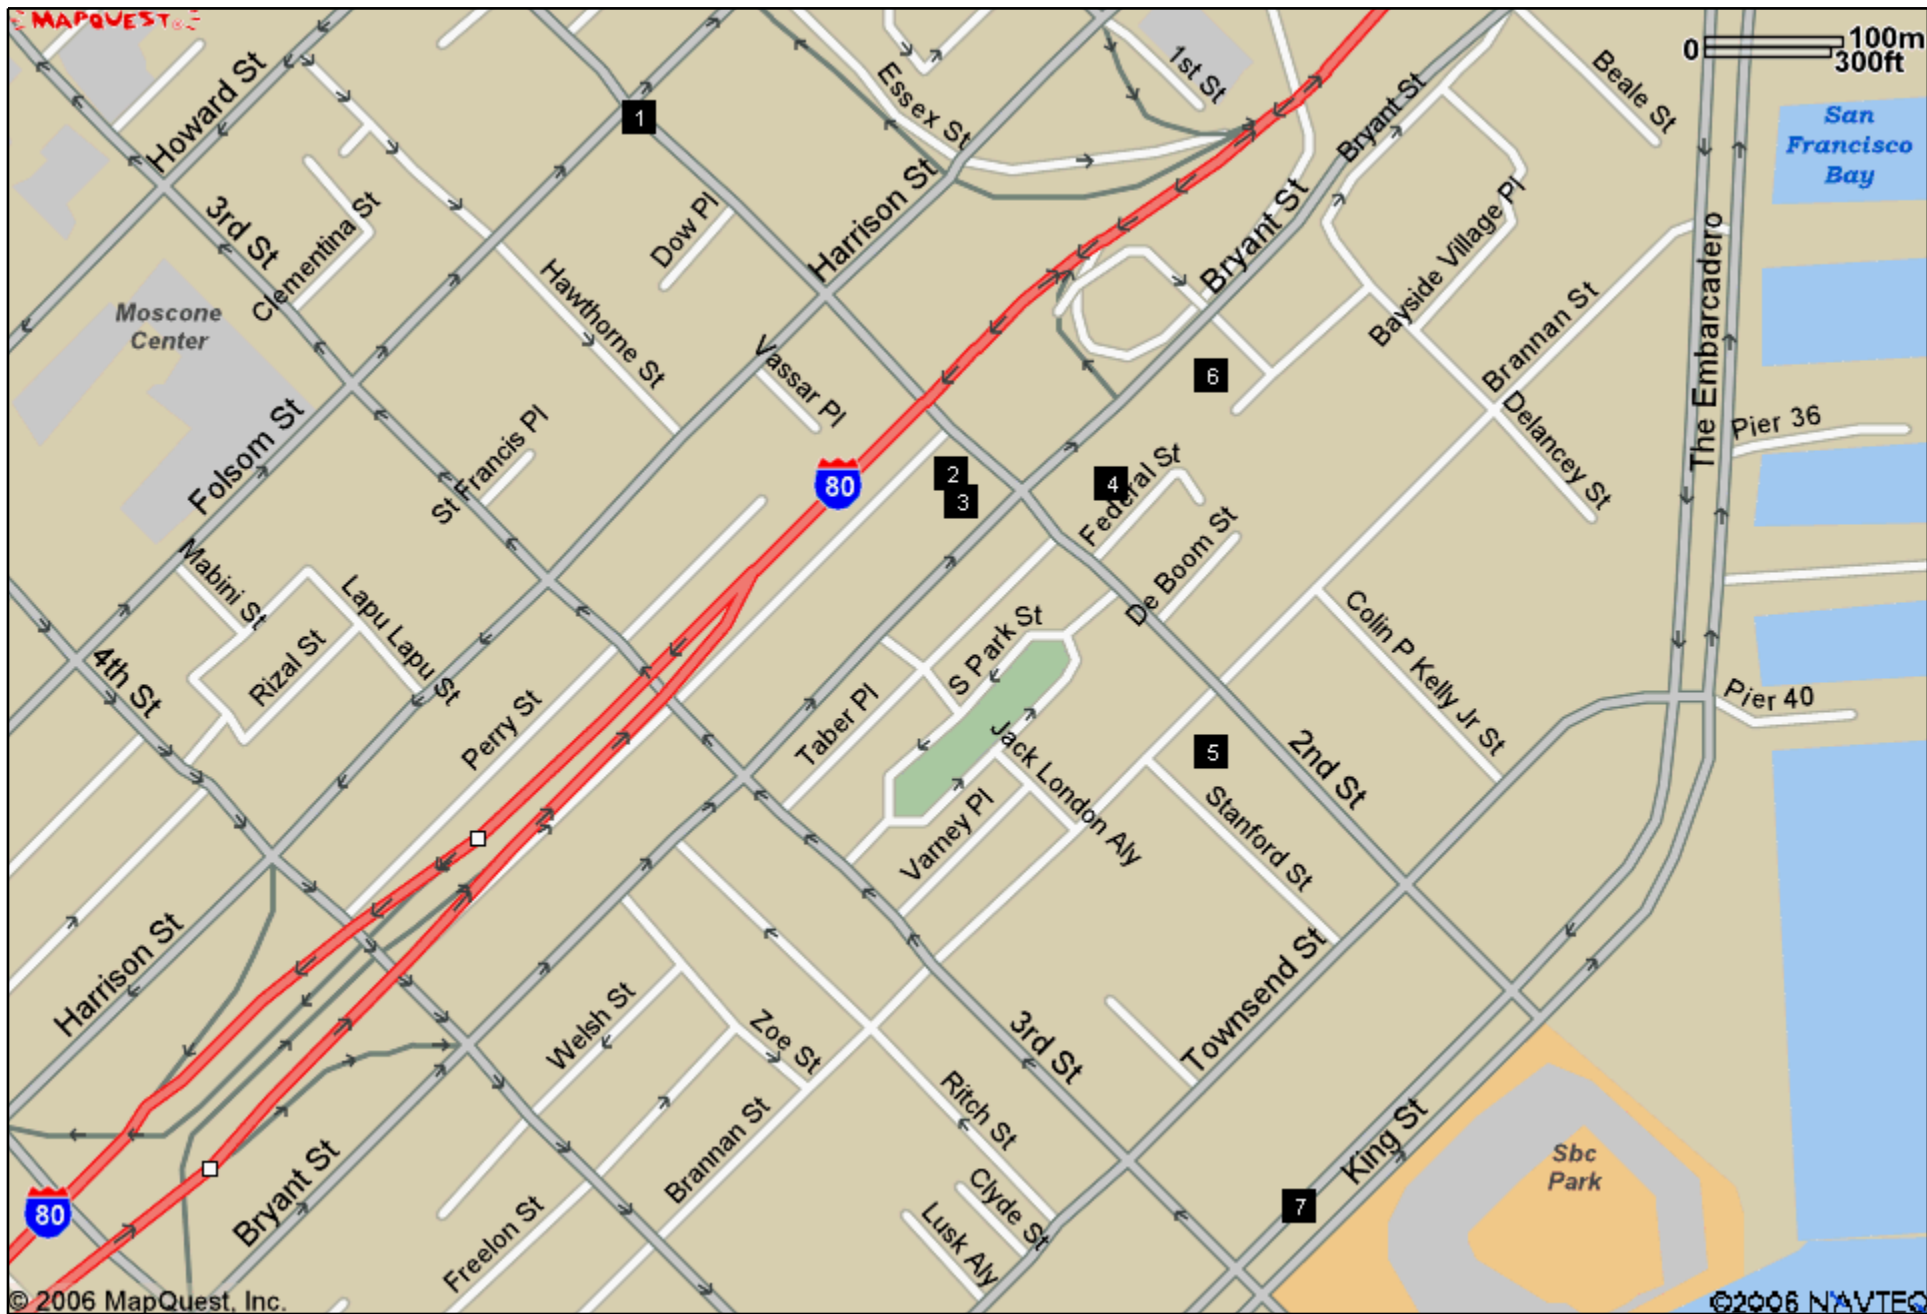 MAPQUEST®
0
100m
300ft
Howard St
1
Essex St
1st St
Bryant St
Beale St
San
Francisco
Bay
3rd St
Clementina St
Dow Pl
Harrison St
Bryant St
Bayside Village Pl
The Embarcadero
Moscone
Center
Hawthorne St
Vassar Pl
6
Brannan St
Delancey St
Pier 36
Folsom St
St Francis Pl
80
2
3
4
Federal St
De Boom St
Mabini St
Lapu Lapu St
Rizal St
4th St
Perry St
Taber Pl
S Park St
Jack London Aly
Colin P Kelly Jr St
Pier 40
5
2nd St
Varney Pl
Stanford St
Harrison St
Welsh St
Zoe St
3rd St
Townsend St
Ritch St
Brannan St
King St
Sbc
Park
80
Bryant St
Freelon St
Clyde St
Lusk Aly
7
© 2006 MapQuest, Inc.
©2006 NAVTEQ